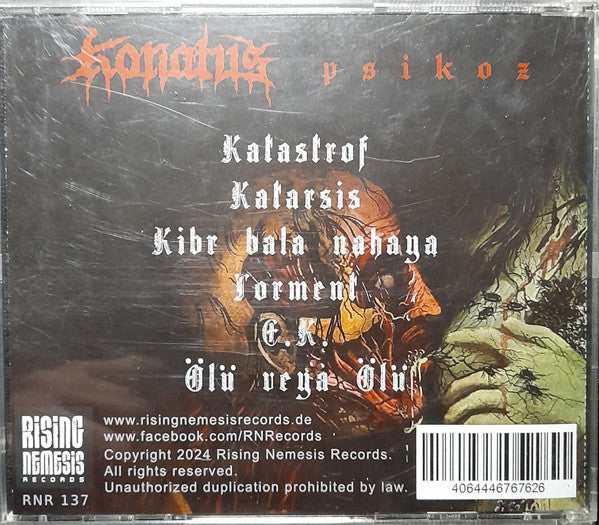 Konatus psikoz
Katastrof
Katarsis
Kibr bala nahaya
Torment
E.K.
Ölü veya Ölü
RISING
NEMESIS
RECORDS
RNR 137
www.risingnemesisrecords.de
www.facebook.com/RNRecords
Copyright 2024 Rising Nemesis Records.
All rights reserved.
Unauthorized duplication prohibited by law.
4064446767626